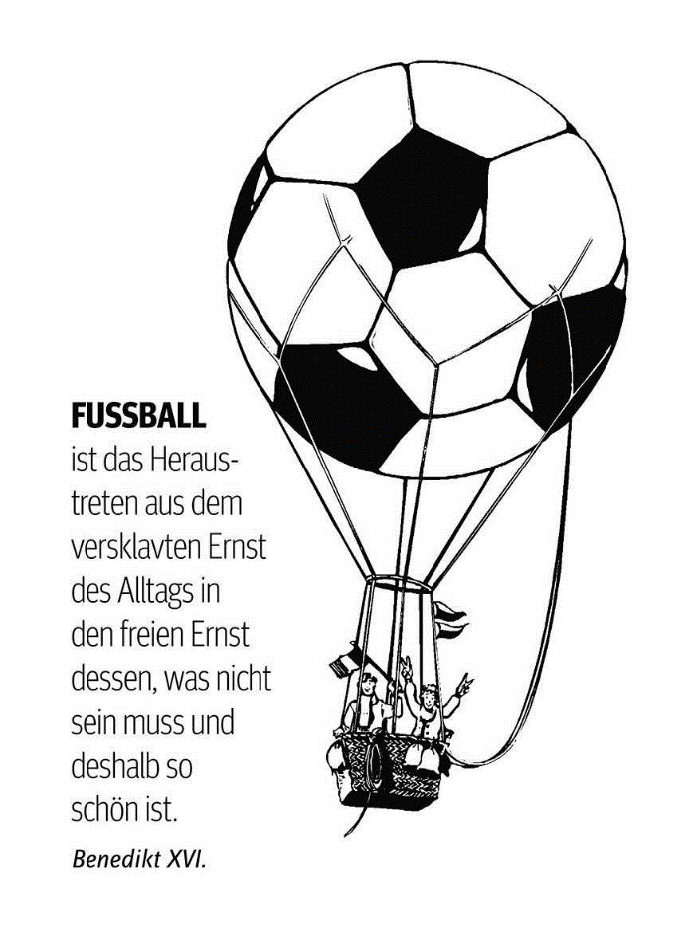 FUSSBALL
ist das Heraus-
treten aus dem
versklavten Ernst
des Alltags in
den freien Ernst
dessen, was nicht
sein muss und
deshalb so
schön ist.
Benedikt XVI.